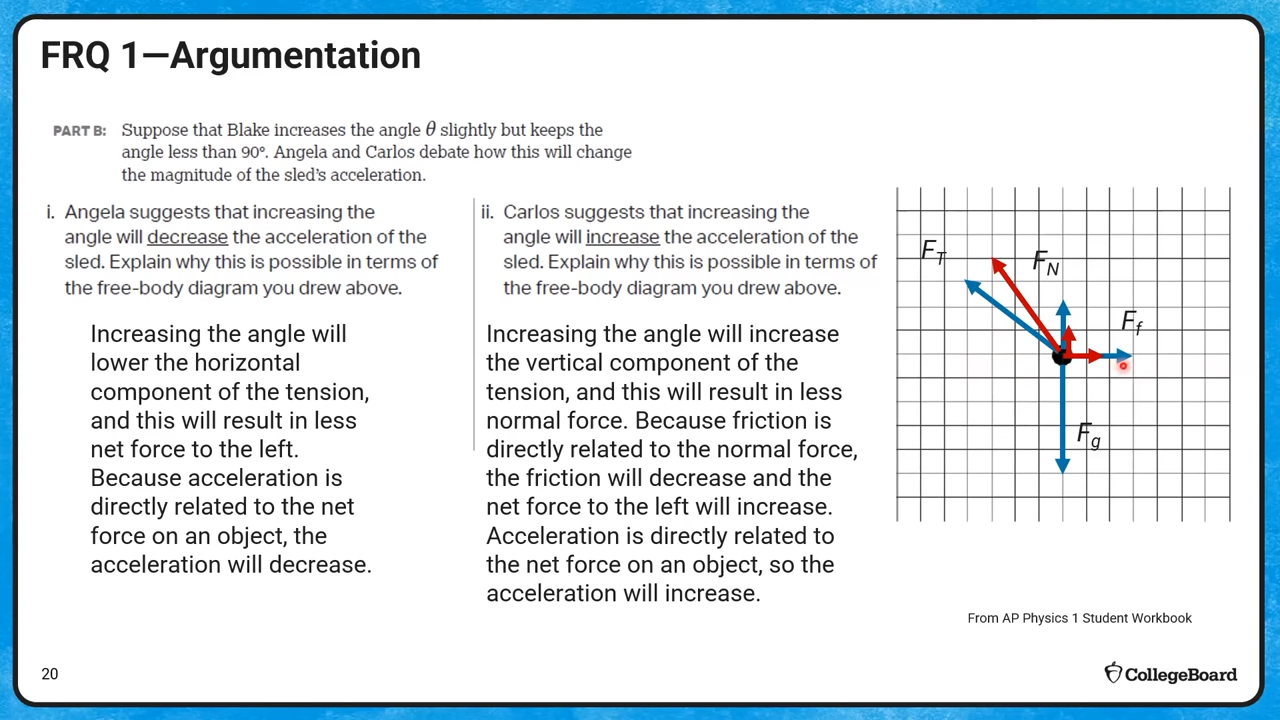 FRQ 1—Argumentation
PART B: Suppose that Blake increases the angle θ slightly but keeps the
angle less than 90°. Angela and Carlos debate how this will change
the magnitude of the sled's acceleration.
i. Angela suggests that increasing the
angle will decrease the acceleration of the
sled. Explain why this is possible in terms of
the free-body diagram you drew above.
Increasing the angle will
lower the horizontal
component of the tension,
and this will result in less
net force to the left.
Because acceleration is
directly related to the net
force on an object, the
acceleration will decrease.
ii. Carlos suggests that increasing the
angle will increase the acceleration of the
sled. Explain why this is possible in terms of
the free-body diagram you drew above.
Increasing the angle will increase
the vertical component of the
tension, and this will result in less
normal force. Because friction is
directly related to the normal force,
the friction will decrease and the
net force to the left will increase.
Acceleration is directly related to
the net force on an object, so the
acceleration will increase.
F_T
F_N
F_f
F_g
From AP Physics 1 Student Workbook
20
CollegeBoard